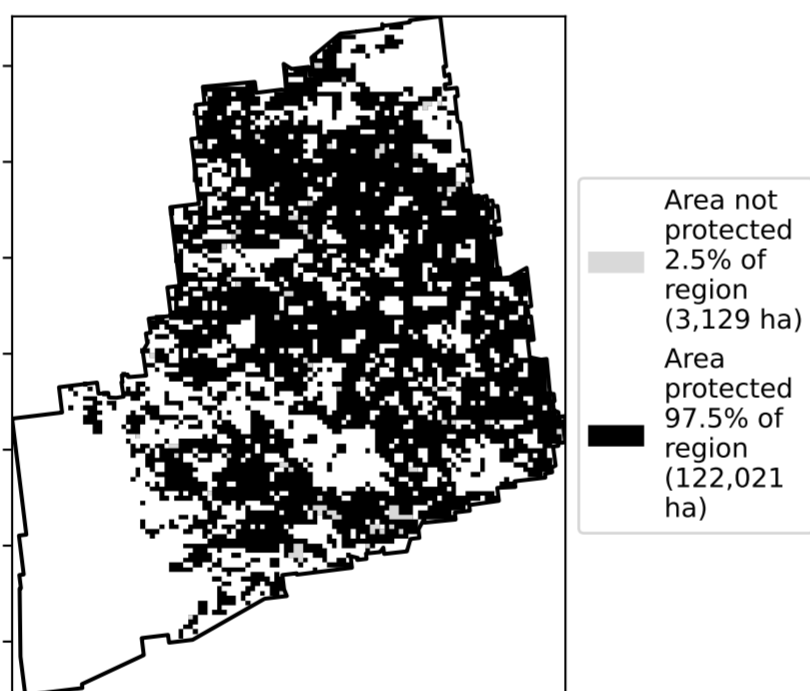 Area not
protected
2.5% of
region
(3,129 ha)
Area
protected
97.5% of
region
(122,021
ha)